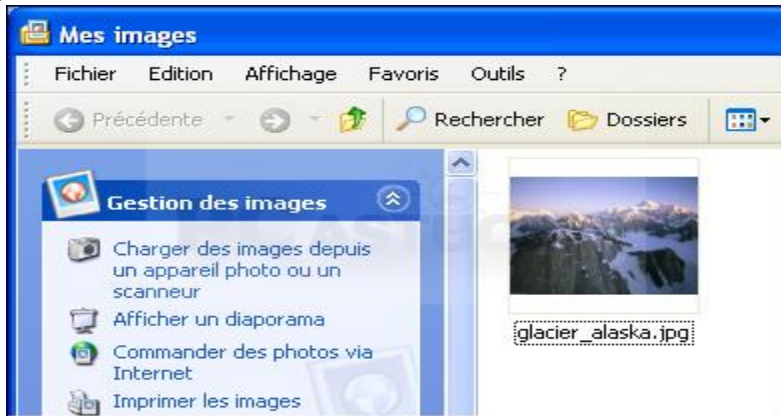 Mes images
Fichier Edition Affichage Favoris Outils ?
Précédente Rechercher Dossiers
Gestion des images
Charger des images depuis
un appareil photo ou un
scanneur
Afficher un diaporama
Commander des photos via
Internet
Imprimer les images
glacier_alaska.jpg